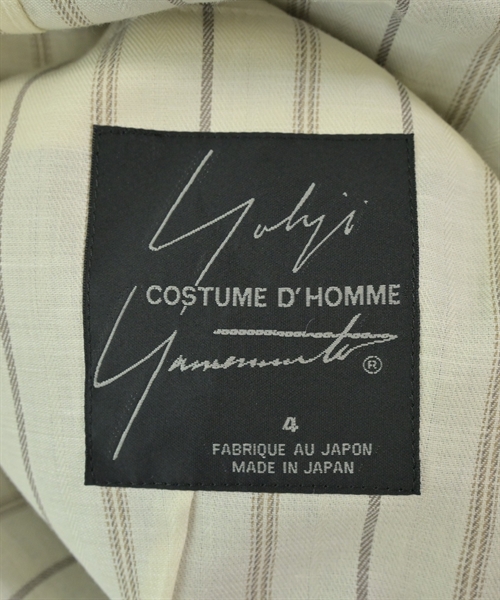 Yohji
COSTUME D'HOMME
Yamamoto ®
4
FABRIQUE AU JAPON
MADE IN JAPAN